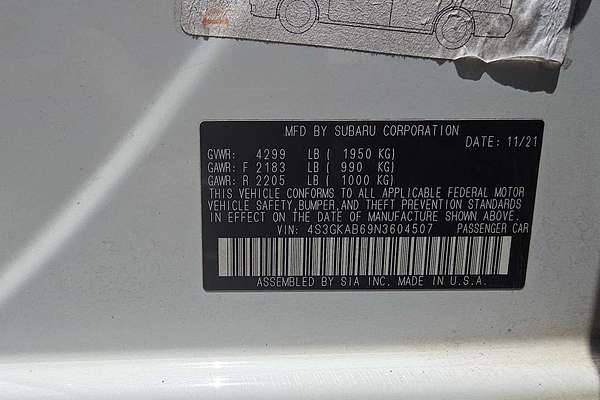 MFD BY SUBARU CORPORATION
DATE: 11/21
GVWR: 4299 LB ( 1950 KG)
GAWR: F 2183 LB ( 990 KG)
GAWR: R 2205 LB ( 1000 KG)
THIS VEHICLE CONFORMS TO ALL APPLICABLE FEDERAL MOTOR
VEHICLE SAFETY,BUMPER,AND THEFT PREVENTION STANDARDS
IN EFFECT ON THE DATE OF MANUFACTURE SHOWN ABOVE.
VIN: 4S3GKAB69N3604507 PASSENGER CAR
ASSEMBLED BY SIA INC. MADE IN U.S.A.